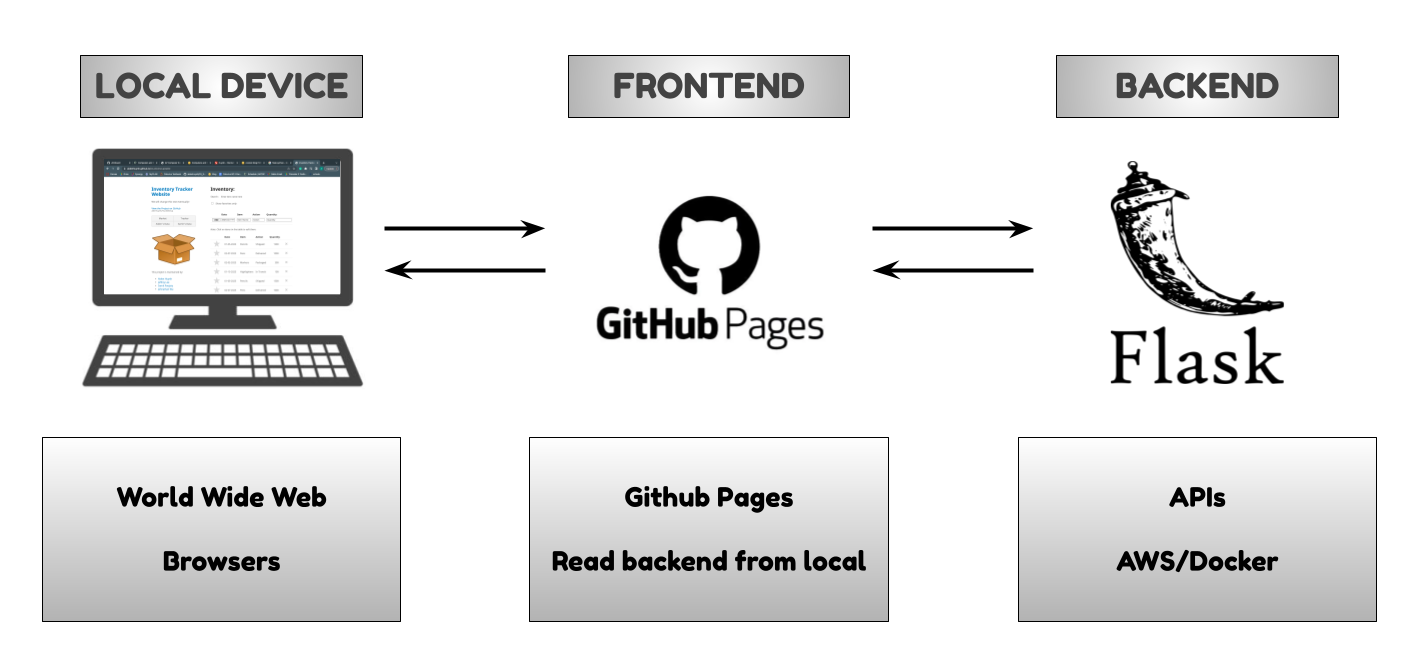 LOCAL DEVICE
FRONTEND
BACKEND
Inventory Tracker
Website
Inventory:
GitHub Pages
Flask
World Wide Web
Browsers
Github Pages
Read backend from local
APIs
AWS/Docker